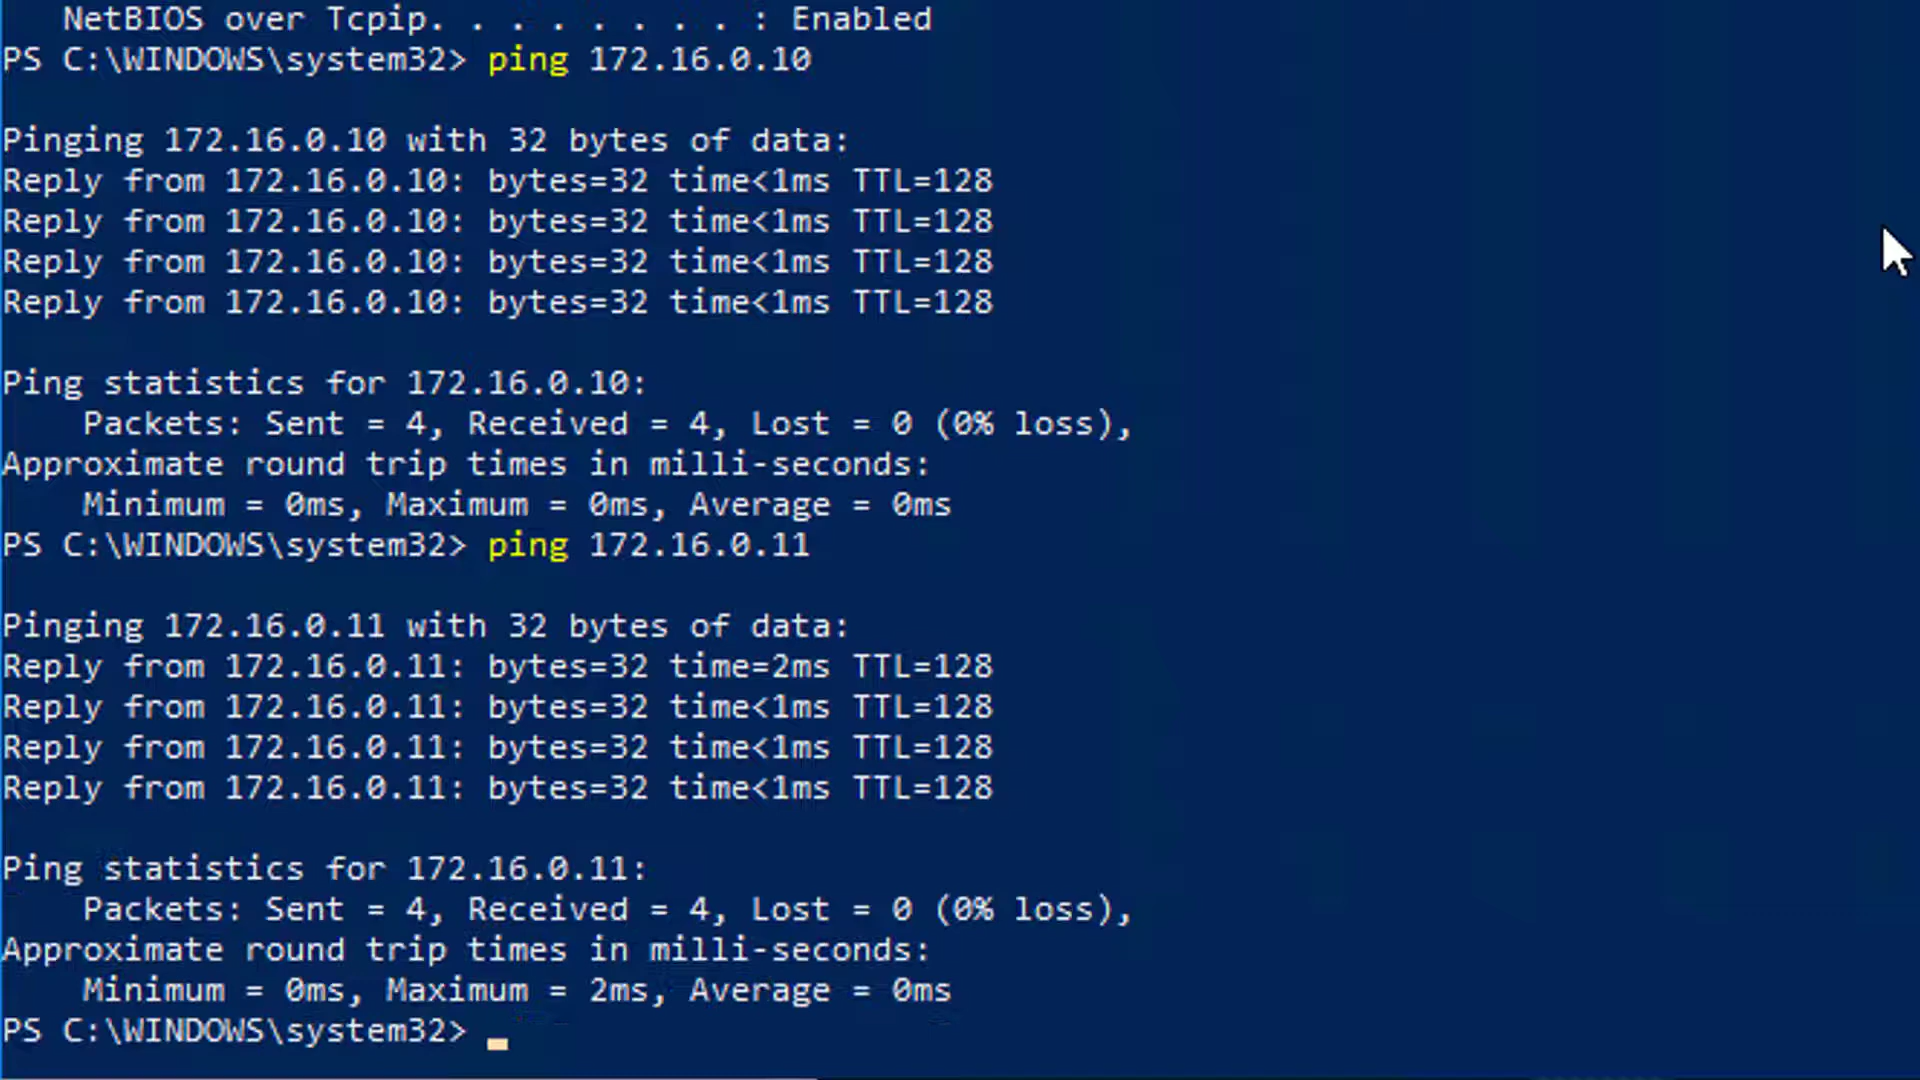 NetBIOS over Tcpip. . . . . . . . : Enabled
PS C:\WINDOWS\system32> ping 172.16.0.10
Pinging 172.16.0.10 with 32 bytes of data:
Reply from 172.16.0.10: bytes=32 time<1ms TTL=128
Reply from 172.16.0.10: bytes=32 time<1ms TTL=128
Reply from 172.16.0.10: bytes=32 time<1ms TTL=128
Reply from 172.16.0.10: bytes=32 time<1ms TTL=128
Ping statistics for 172.16.0.10:
Packets: Sent = 4, Received = 4, Lost = 0 (0% loss),
Approximate round trip times in milli-seconds:
Minimum = 0ms, Maximum = 0ms, Average = 0ms
PS C:\WINDOWS\system32> ping 172.16.0.11
Pinging 172.16.0.11 with 32 bytes of data:
Reply from 172.16.0.11: bytes=32 time=2ms TTL=128
Reply from 172.16.0.11: bytes=32 time<1ms TTL=128
Reply from 172.16.0.11: bytes=32 time<1ms TTL=128
Reply from 172.16.0.11: bytes=32 time<1ms TTL=128
Ping statistics for 172.16.0.11:
Packets: Sent = 4, Received = 4, Lost = 0 (0% loss),
Approximate round trip times in milli-seconds:
Minimum = 0ms, Maximum = 2ms, Average = 0ms
PS C:\WINDOWS\system32>